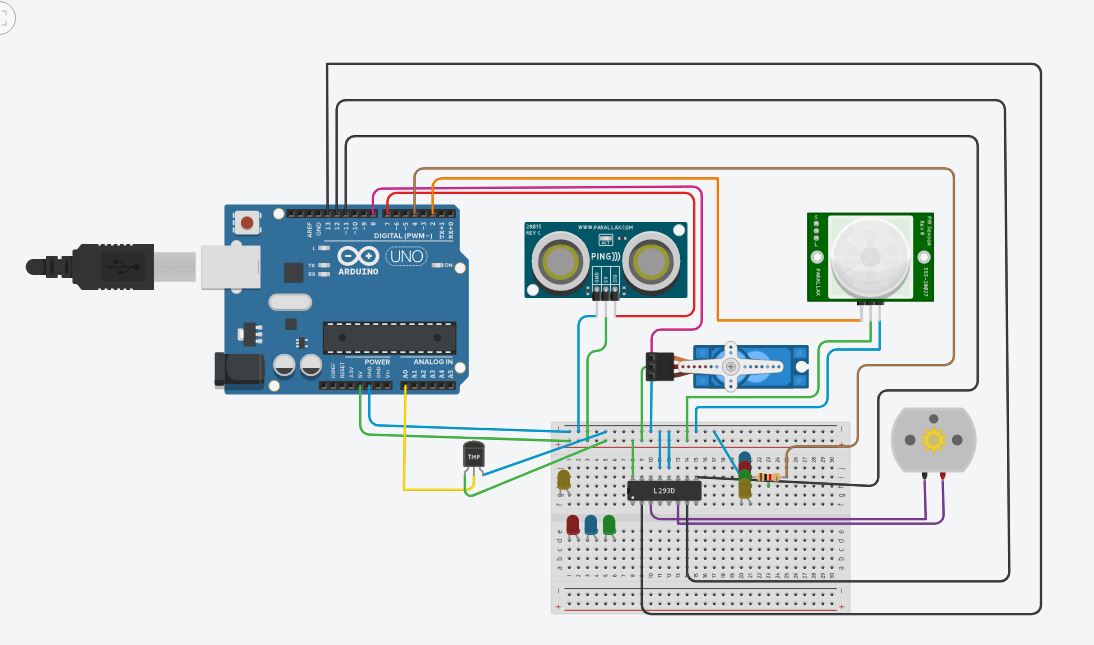 AREF
GND
13
12
~11
~10
~9
8
7
~6
~5
4
~3
2
TX→1
RX←0
DIGITAL (PWM~)
L
TX
RX
ARDUINO
UNO
ON
POWER
ANALOG IN
IOREF
RESET
3.3V
5V
GND
GND
Vin
A0
A1
A2
A3
A4
A5
28015
REV C
WWW.PARALLAX.COM
PING)))
GND
5V
SIG
PIR Sensor
Rev B
PARALLAX
555-28027
TMP
L293D